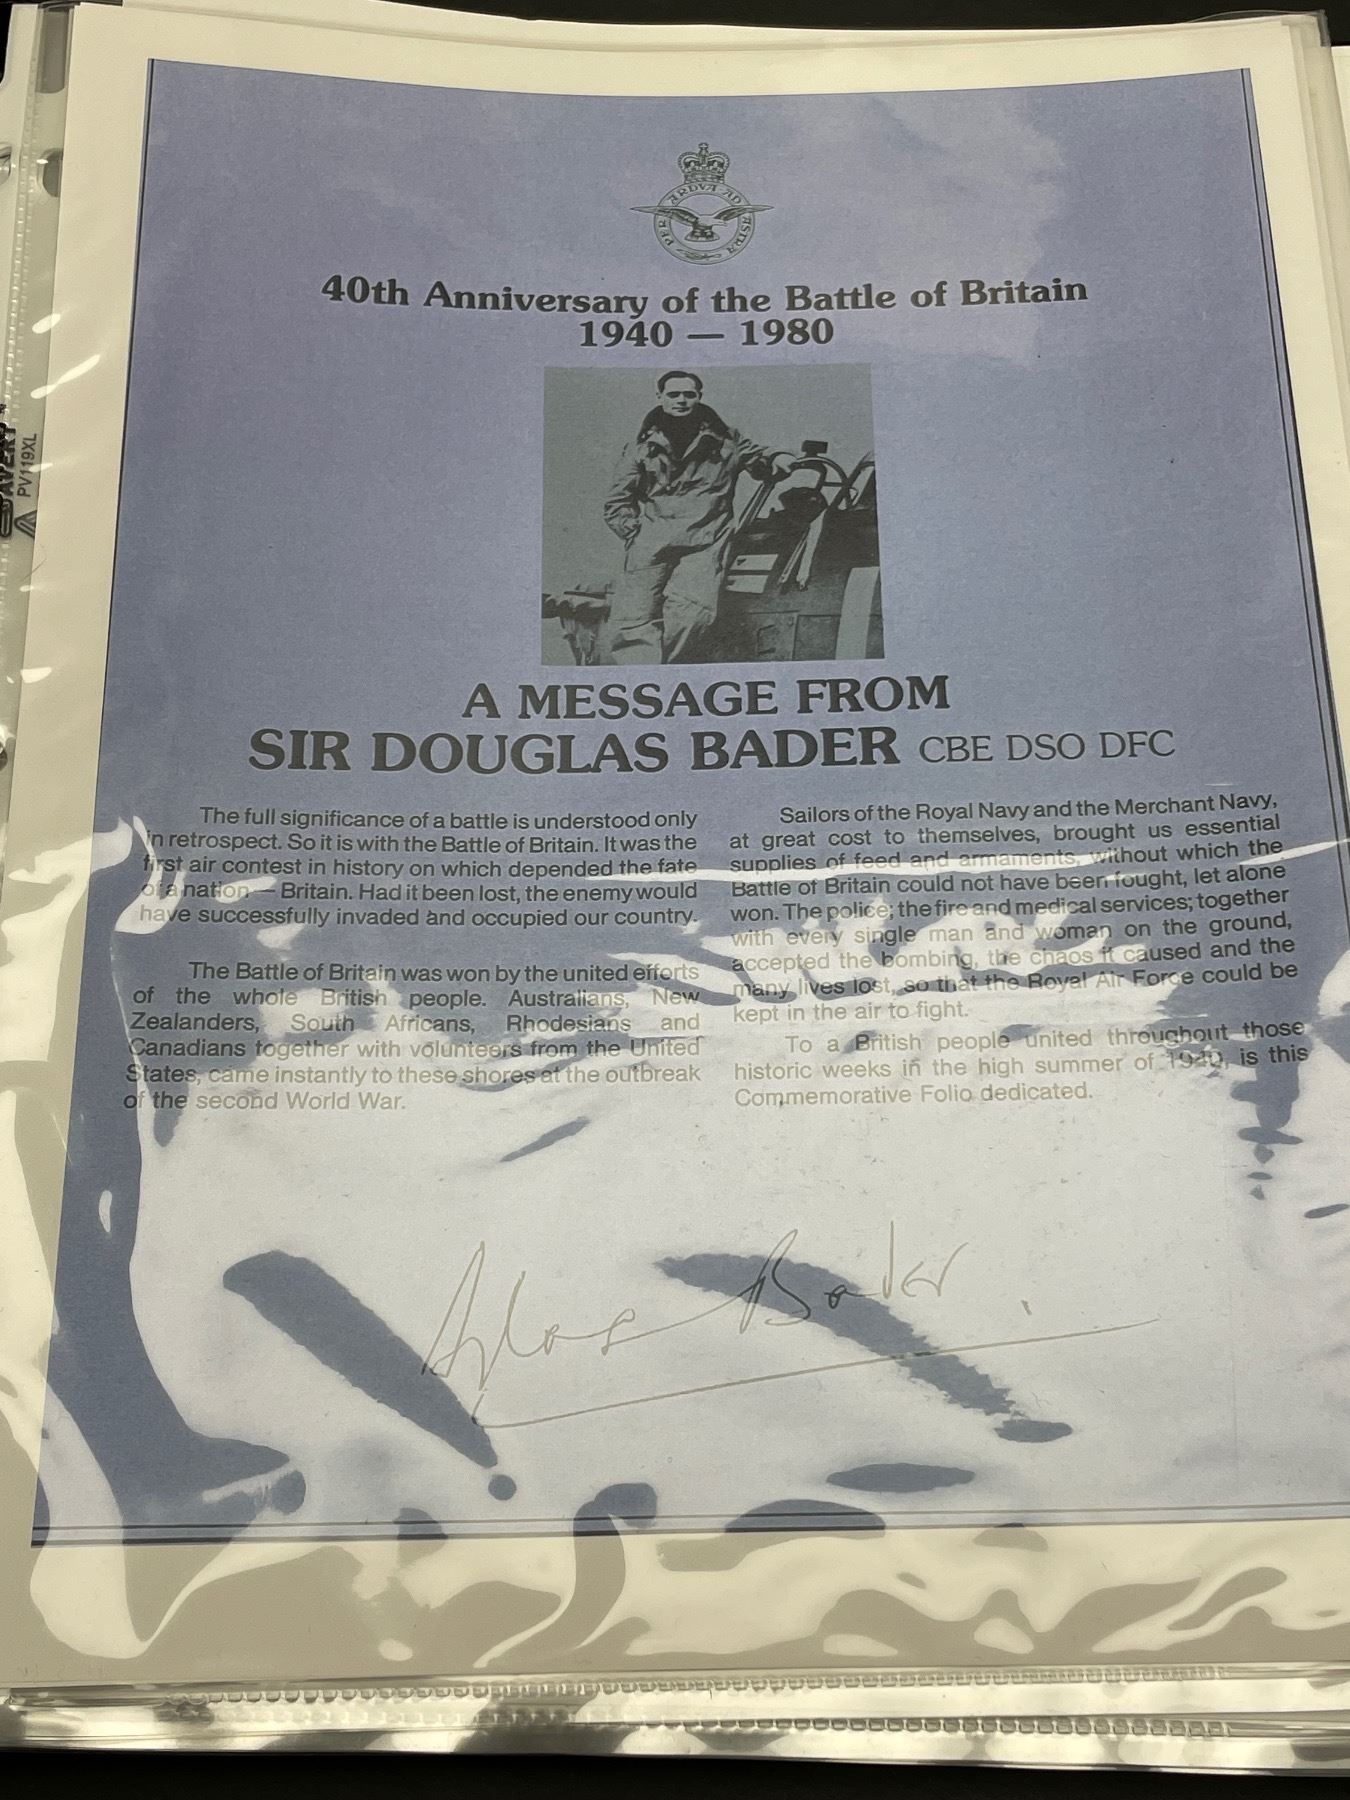 PER ARDVA AD ASTRA
40th Anniversary of the Battle of Britain
1940 — 1980
A MESSAGE FROM
SIR DOUGLAS BADER CBE DSO DFC
The full significance of a battle is understood only
in retrospect. So it is with the Battle of Britain. It was the
first air contest in history on which depended the fate
of a nation — Britain. Had it been lost, the enemy would
have successfully invaded and occupied our country.
The Battle of Britain was won by the united efforts
of the whole British people. Australians, New
Zealanders, South Africans, Rhodesians and
Canadians together with volunteers from the United
States, came instantly to these shores at the outbreak
of the second World War.
Sailors of the Royal Navy and the Merchant Navy,
at great cost to themselves, brought us essential
supplies of feed and armaments, without which the
Battle of Britain could not have been fought, let alone
won. The police; the fire and medical services; together
with every single man and woman on the ground,
accepted the bombing, the chaos it caused and the
many lives lost, so that the Royal Air Force could be
kept in the air to fight.
To a British people united throughout those
historic weeks in the high summer of 1940, is this
Commemorative Folio dedicated.
Douglas Bader
AVERY
PV119XL